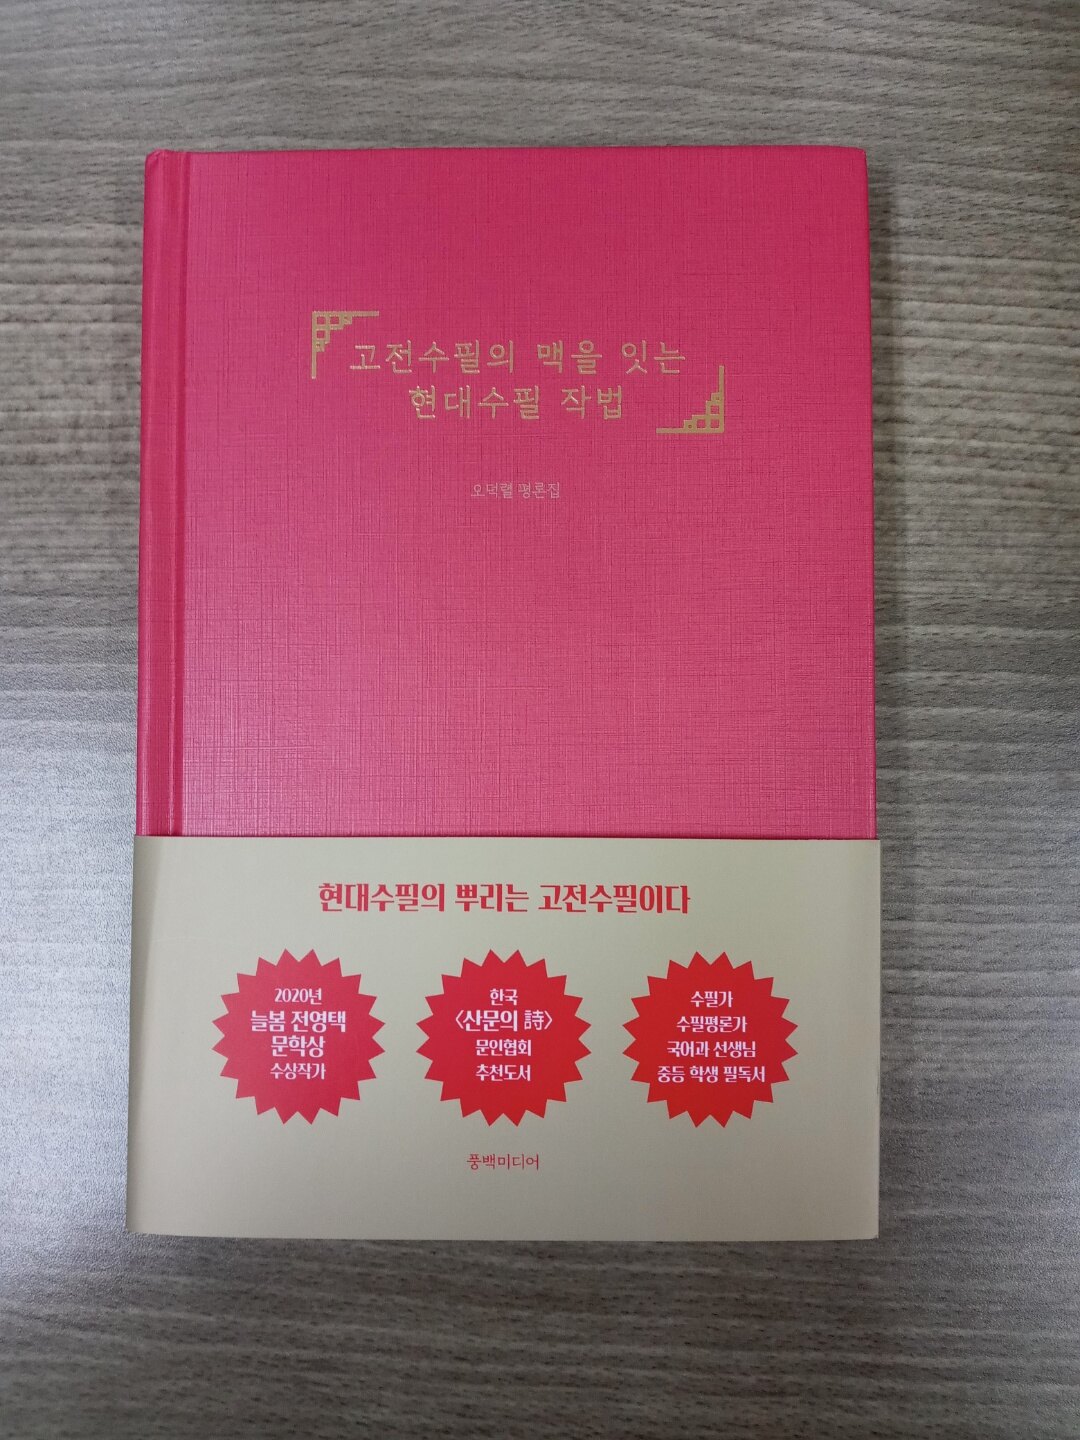 고전수필의 맥을 잇는
현대수필 작법
오덕렬 평론집
현대수필의 뿌리는 고전수필이다
2020년
늘봄 전영택
문학상
수상작가
한국
〈산문의 詩〉
문인협회
추천도서
수필가
수필평론가
국어과 선생님
중등 학생 필독서
풍백미디어